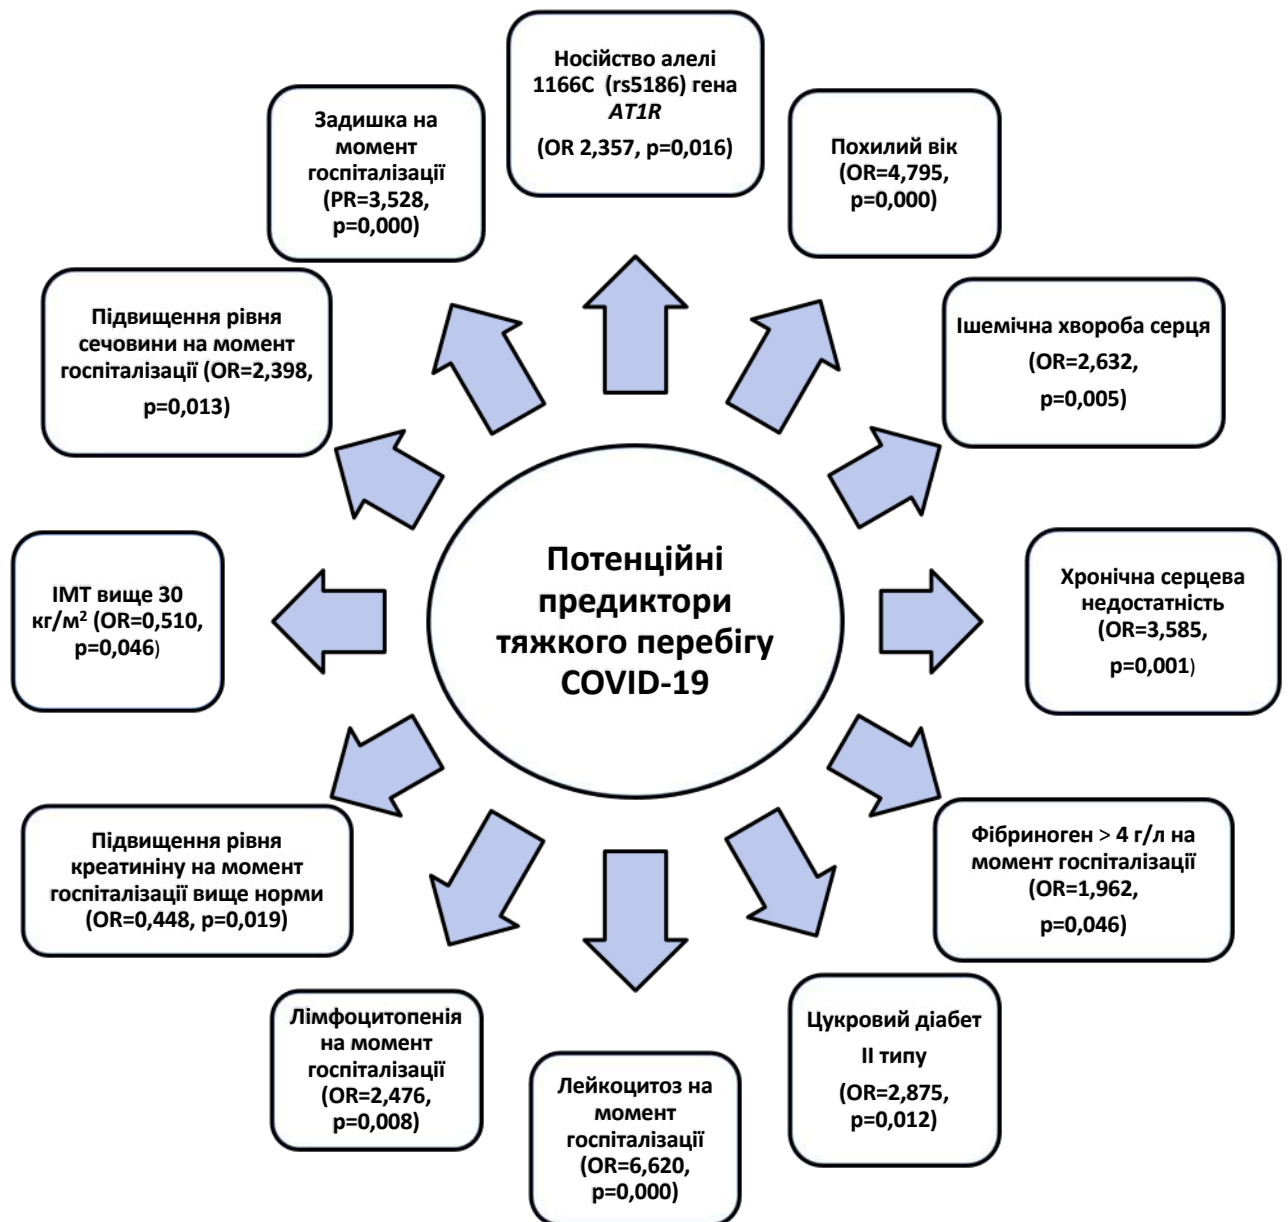 Носійство алелі
1166С (rs5186) гена
AT1R
(OR 2,357, p=0,016)
Похилий вік
(OR=4,795,
p=0,000)
Ішемічна хвороба серця
(OR=2,632,
p=0,005)
Хронічна серцева
недостатність
(OR=3,585,
p=0,001)
Фібриноген > 4 г/л на
момент госпіталізації
(OR=1,962,
p=0,046)
Цукровий діабет
ІІ типу
(OR=2,875,
p=0,012)
Лейкоцитоз на
момент
госпіталізації
(OR=6,620,
p=0,000)
Лімфоцитопенія
на момент
госпіталізації
(OR=2,476,
p=0,008)
Підвищення рівня
креатиніну на момент
госпіталізації вище норми
(OR=0,448, p=0,019)
ІМТ вище 30
кг/м² (OR=0,510,
p=0,046)
Підвищення рівня
сечовини на момент
госпіталізації (OR=2,398,
p=0,013)
Задишка на
момент
госпіталізації
(PR=3,528,
p=0,000)
Потенційні
предиктори
тяжкого перебігу
COVID-19